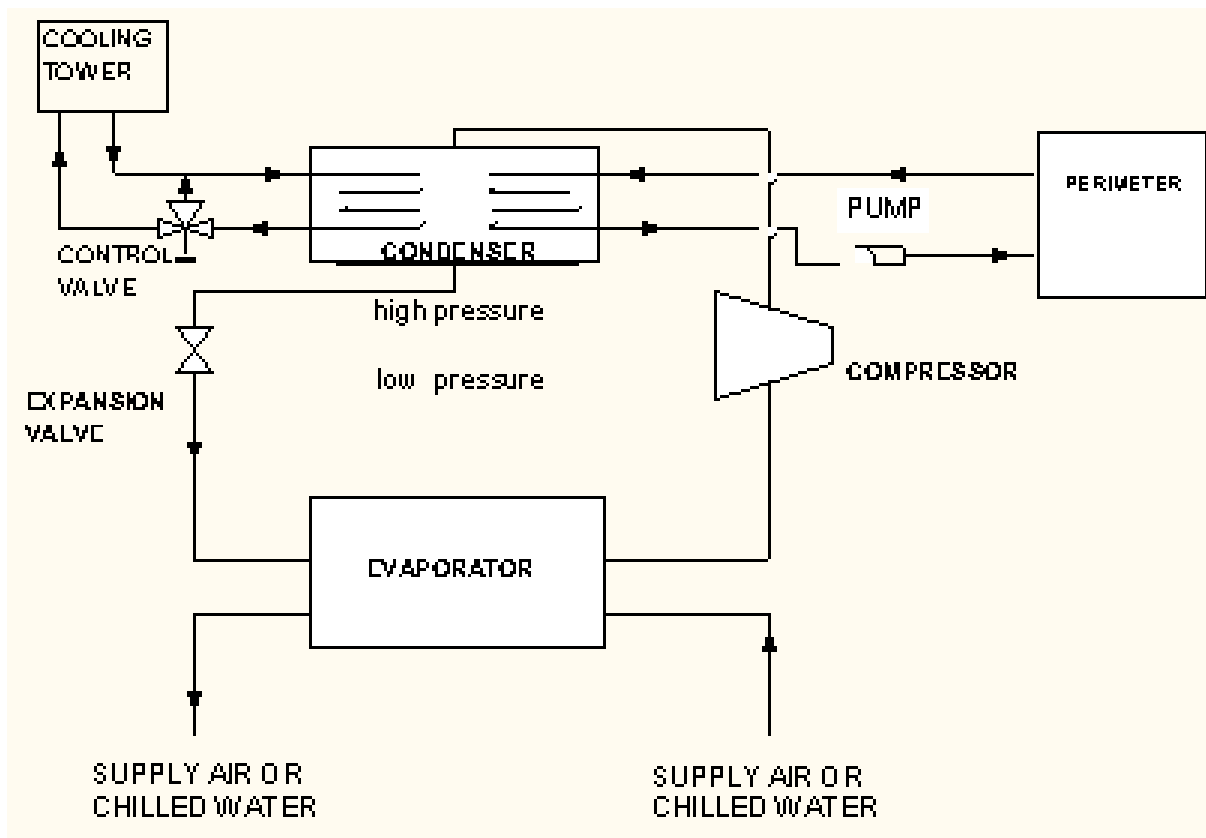 COOLING
TOWER
PERIMETER
PUMP
CONDENSER
CONTROL
VALVE
high pressure
low pressure
COMPRESSOR
EXPANSION
VALVE
EVAPORATOR
SUPPLY AIR OR
CHILLED WATER
SUPPLY AIR OR
CHILLED WATER